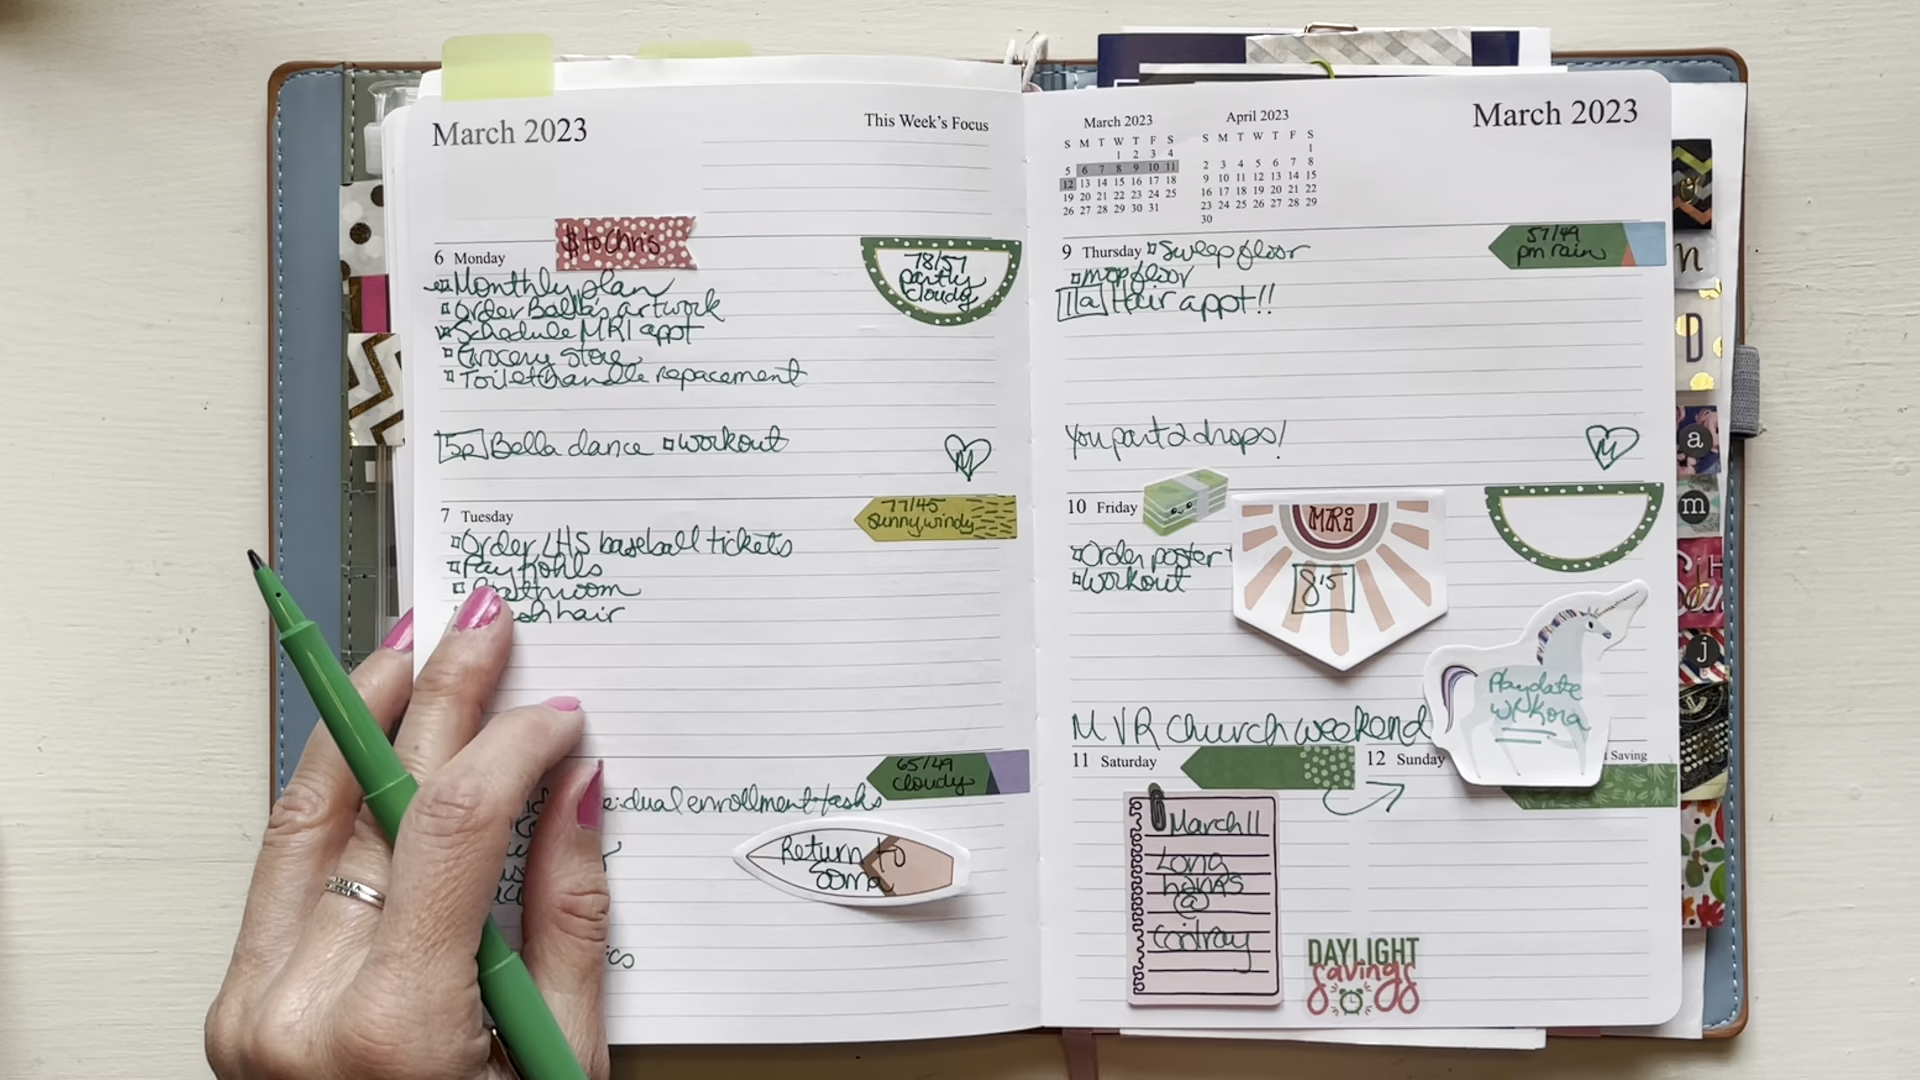 March 2023
This Week's Focus
6 Monday
$ to Chris
78/57
partly
cloudy
Monthly plan
Order Bella's artwork
Schedule MRI appt
Grocery store
Toilet handle repacement
5p Bella dance workout
M
7 Tuesday
77/45
sunny windy
Order LHS baseball tickets
Pay Kohls
hair
65/49
cloudy
dual enrollment tasks
Return to
Soma
March 2023
S M T W T F S
1 2 3 4
5 6 7 8 9 10 11
12 13 14 15 16 17 18
19 20 21 22 23 24 25
26 27 28 29 30 31
April 2023
S M T W T F S
1
2 3 4 5 6 7 8
9 10 11 12 13 14 15
16 17 18 19 20 21 22
23 24 25 26 27 28 29
30
March 2023
9 Thursday Sweep floor
57/49
pm rain
mop floor
11a Hair appt!!
You part 2 drops!
M
10 Friday
MRi
8:15
Order poster
Workout
Playdate
w/Kora
MVR Church weekend
11 Saturday
12 Sunday
Saving
March 11
Long
hairs
@
DAYLIGHT
savings
n
D
a
m
j